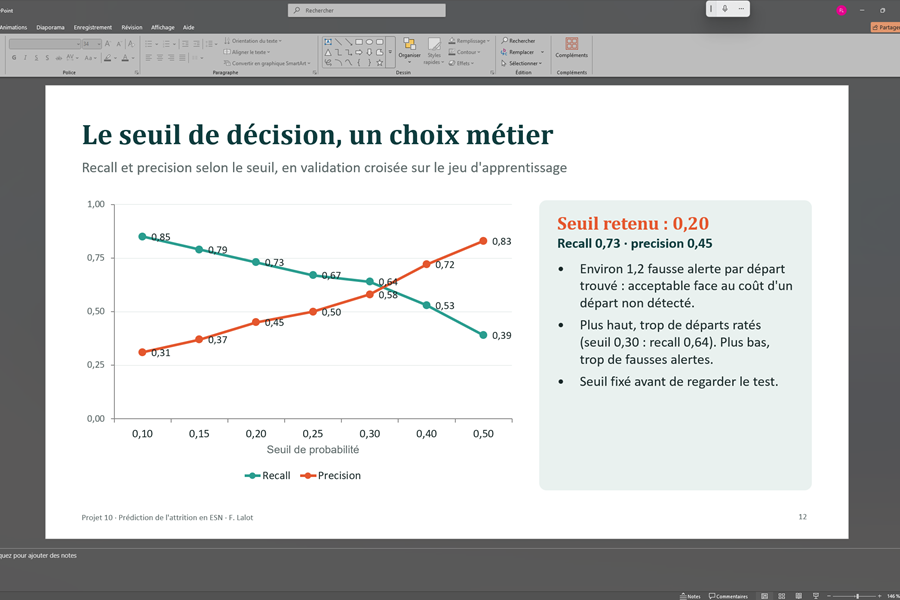 Point
Rechercher
Animations Diaporama Enregistrement Révision Affichage Aide
Partager
Orientation du texte
Aligner le texte
Convertir en graphique SmartArt
Organiser
Styles
rapides
Remplissage
Contour
Effets
Rechercher
Remplacer
Sélectionner
Compléments
Police Paragraphe Dessin Édition Compléments
Le seuil de décision, un choix métier
Recall et precision selon le seuil, en validation croisée sur le jeu d'apprentissage
1,00
0,75
0,50
0,25
0,00
0,85
0,79
0,73
0,67
0,64
0,53
0,39
0,31
0,37
0,45
0,50
0,58
0,72
0,83
0,10 0,15 0,20 0,25 0,30 0,40 0,50
Seuil de probabilité
Recall Precision
Seuil retenu : 0,20
Recall 0,73 · precision 0,45
• Environ 1,2 fausse alerte par départ
trouvé : acceptable face au coût d'un
départ non détecté.
• Plus haut, trop de départs ratés
(seuil 0,30 : recall 0,64). Plus bas,
trop de fausses alertes.
• Seuil fixé avant de regarder le test.
Projet 10 - Prédiction de l'attrition en ESN - F. Lalot
12
quez pour ajouter des notes
Notes Commentaires 146 %